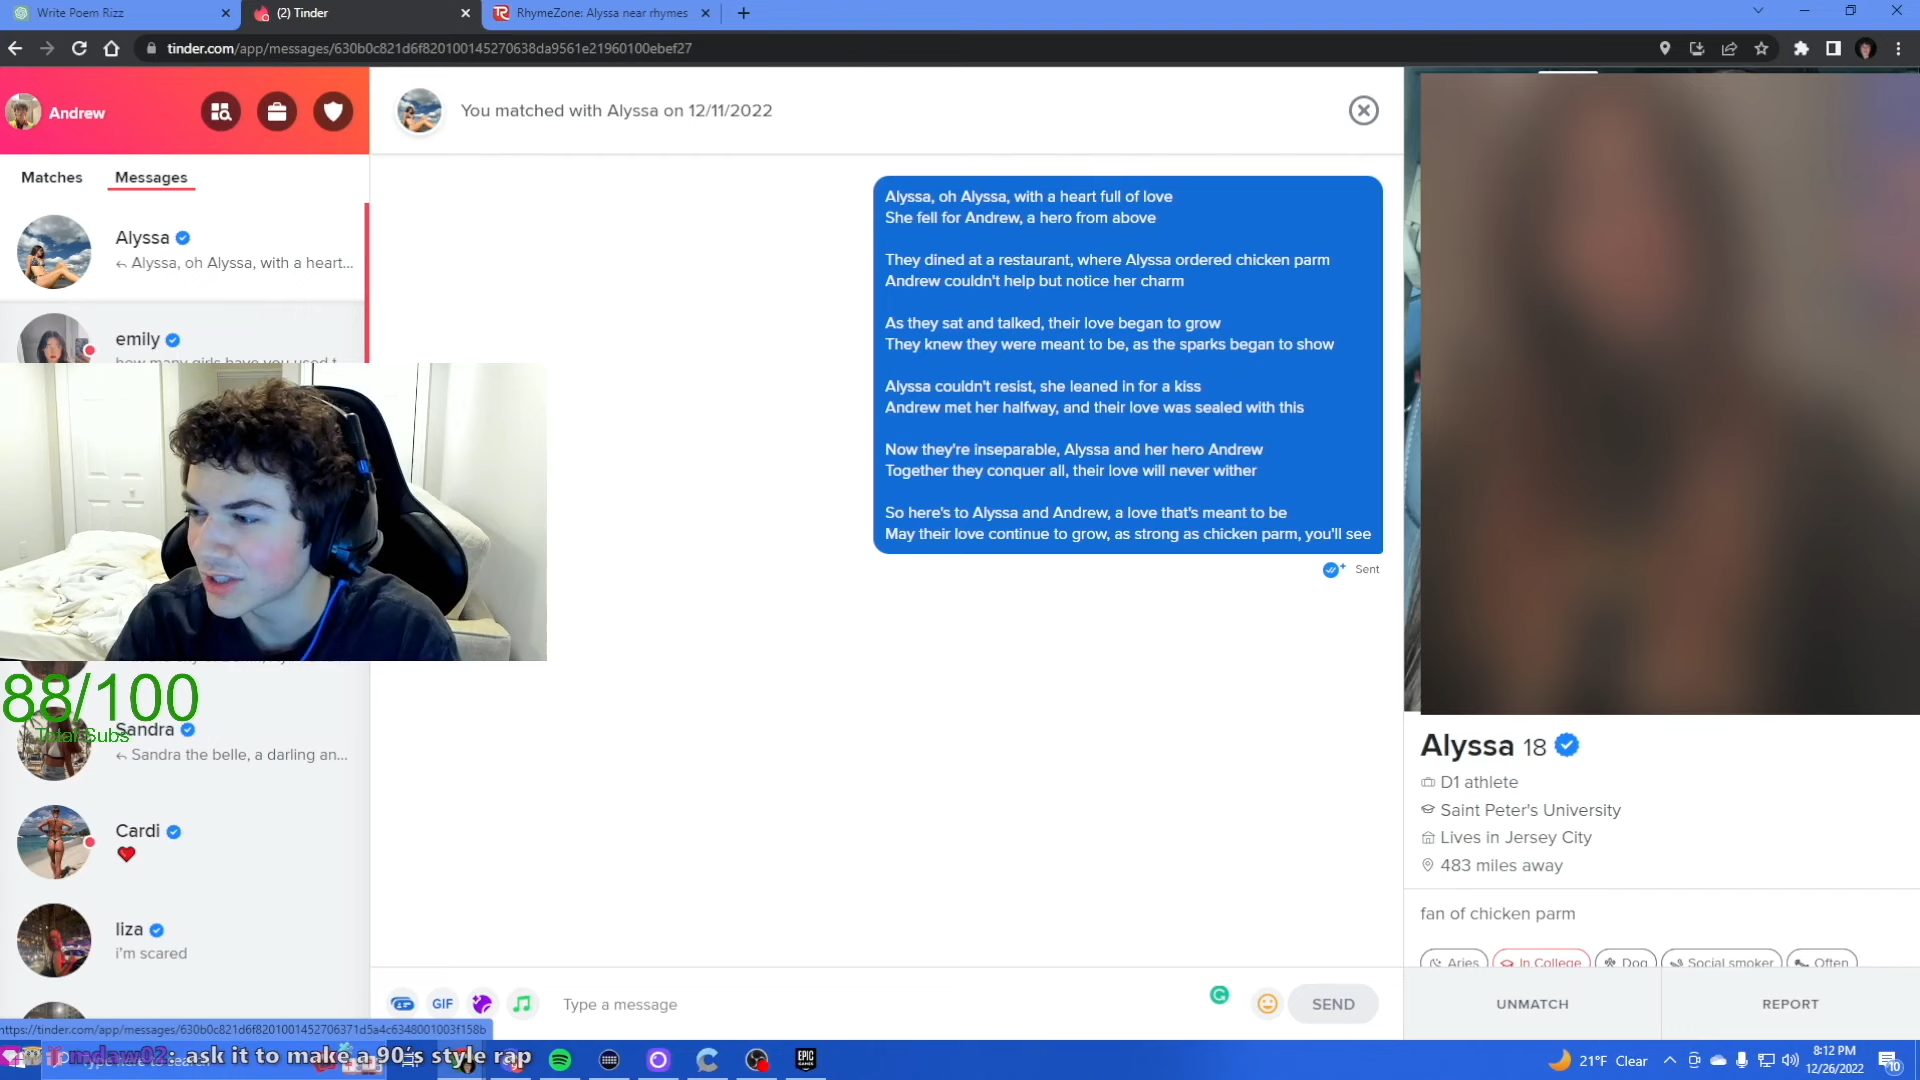 Write Poem Rizz
(2) Tinder
RhymeZone: Alyssa near rhymes
tinder.com/app/messages/630b0c821d6f820100145270638da9561e21960100ebef27
Andrew
Matches
Messages
Alyssa
Alyssa, oh Alyssa, with a heart...
emily
88/100
Total Subs
Sandra
Sandra the belle, a darling an...
Cardi
liza
i'm scared
You matched with Alyssa on 12/11/2022
Alyssa, oh Alyssa, with a heart full of love
She fell for Andrew, a hero from above
They dined at a restaurant, where Alyssa ordered chicken parm
Andrew couldn't help but notice her charm
As they sat and talked, their love began to grow
They knew they were meant to be, as the sparks began to show
Alyssa couldn't resist, she leaned in for a kiss
Andrew met her halfway, and their love was sealed with this
Now they're inseparable, Alyssa and her hero Andrew
Together they conquer all, their love will never wither
So here's to Alyssa and Andrew, a love that's meant to be
May their love continue to grow, as strong as chicken parm, you'll see
Sent
GIF
Type a message
SEND
Alyssa 18
D1 athlete
Saint Peter's University
Lives in Jersey City
483 miles away
fan of chicken parm
Aries
In College
Dog
Social smoker
Often
UNMATCH
REPORT
https://tinder.com/app/messages/630b0c821d6f8201001452706371d5a4c6348001003f158b
mdaw02: ask it to make a 90's style rap
EPIC
GAMES
21°F Clear
8:12 PM
12/26/2022
10